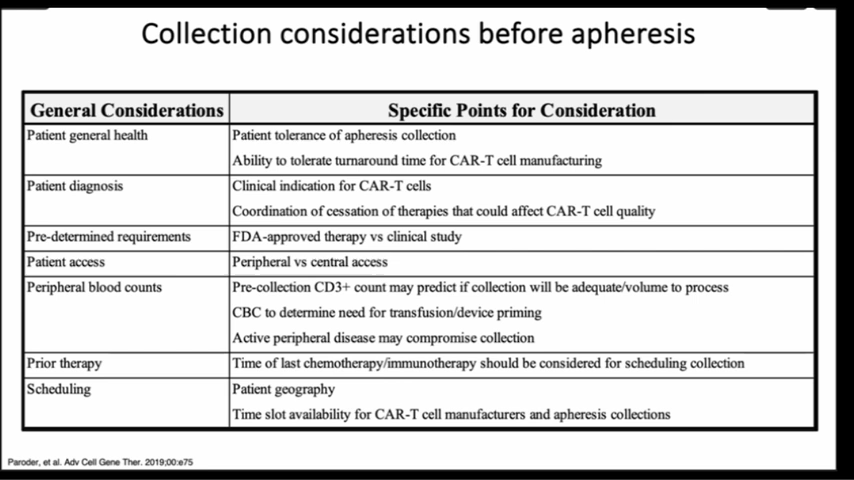 Collection considerations before apheresis
General Considerations Specific Points for Consideration
Patient general health Patient tolerance of apheresis collection
Ability to tolerate turnaround time for CAR-T cell manufacturing
Patient diagnosis Clinical indication for CAR-T cells
Coordination of cessation of therapies that could affect CAR-T cell quality
Pre-determined requirements FDA-approved therapy vs clinical study
Patient access Peripheral vs central access
Peripheral blood counts Pre-collection CD3+ count may predict if collection will be adequate/volume to process
CBC to determine need for transfusion/device priming
Active peripheral disease may compromise collection
Prior therapy Time of last chemotherapy/immunotherapy should be considered for scheduling collection
Scheduling Patient geography
Time slot availability for CAR-T cell manufacturers and apheresis collections
Paroder, et al. Adv Cell Gene Ther. 2019;00:e75